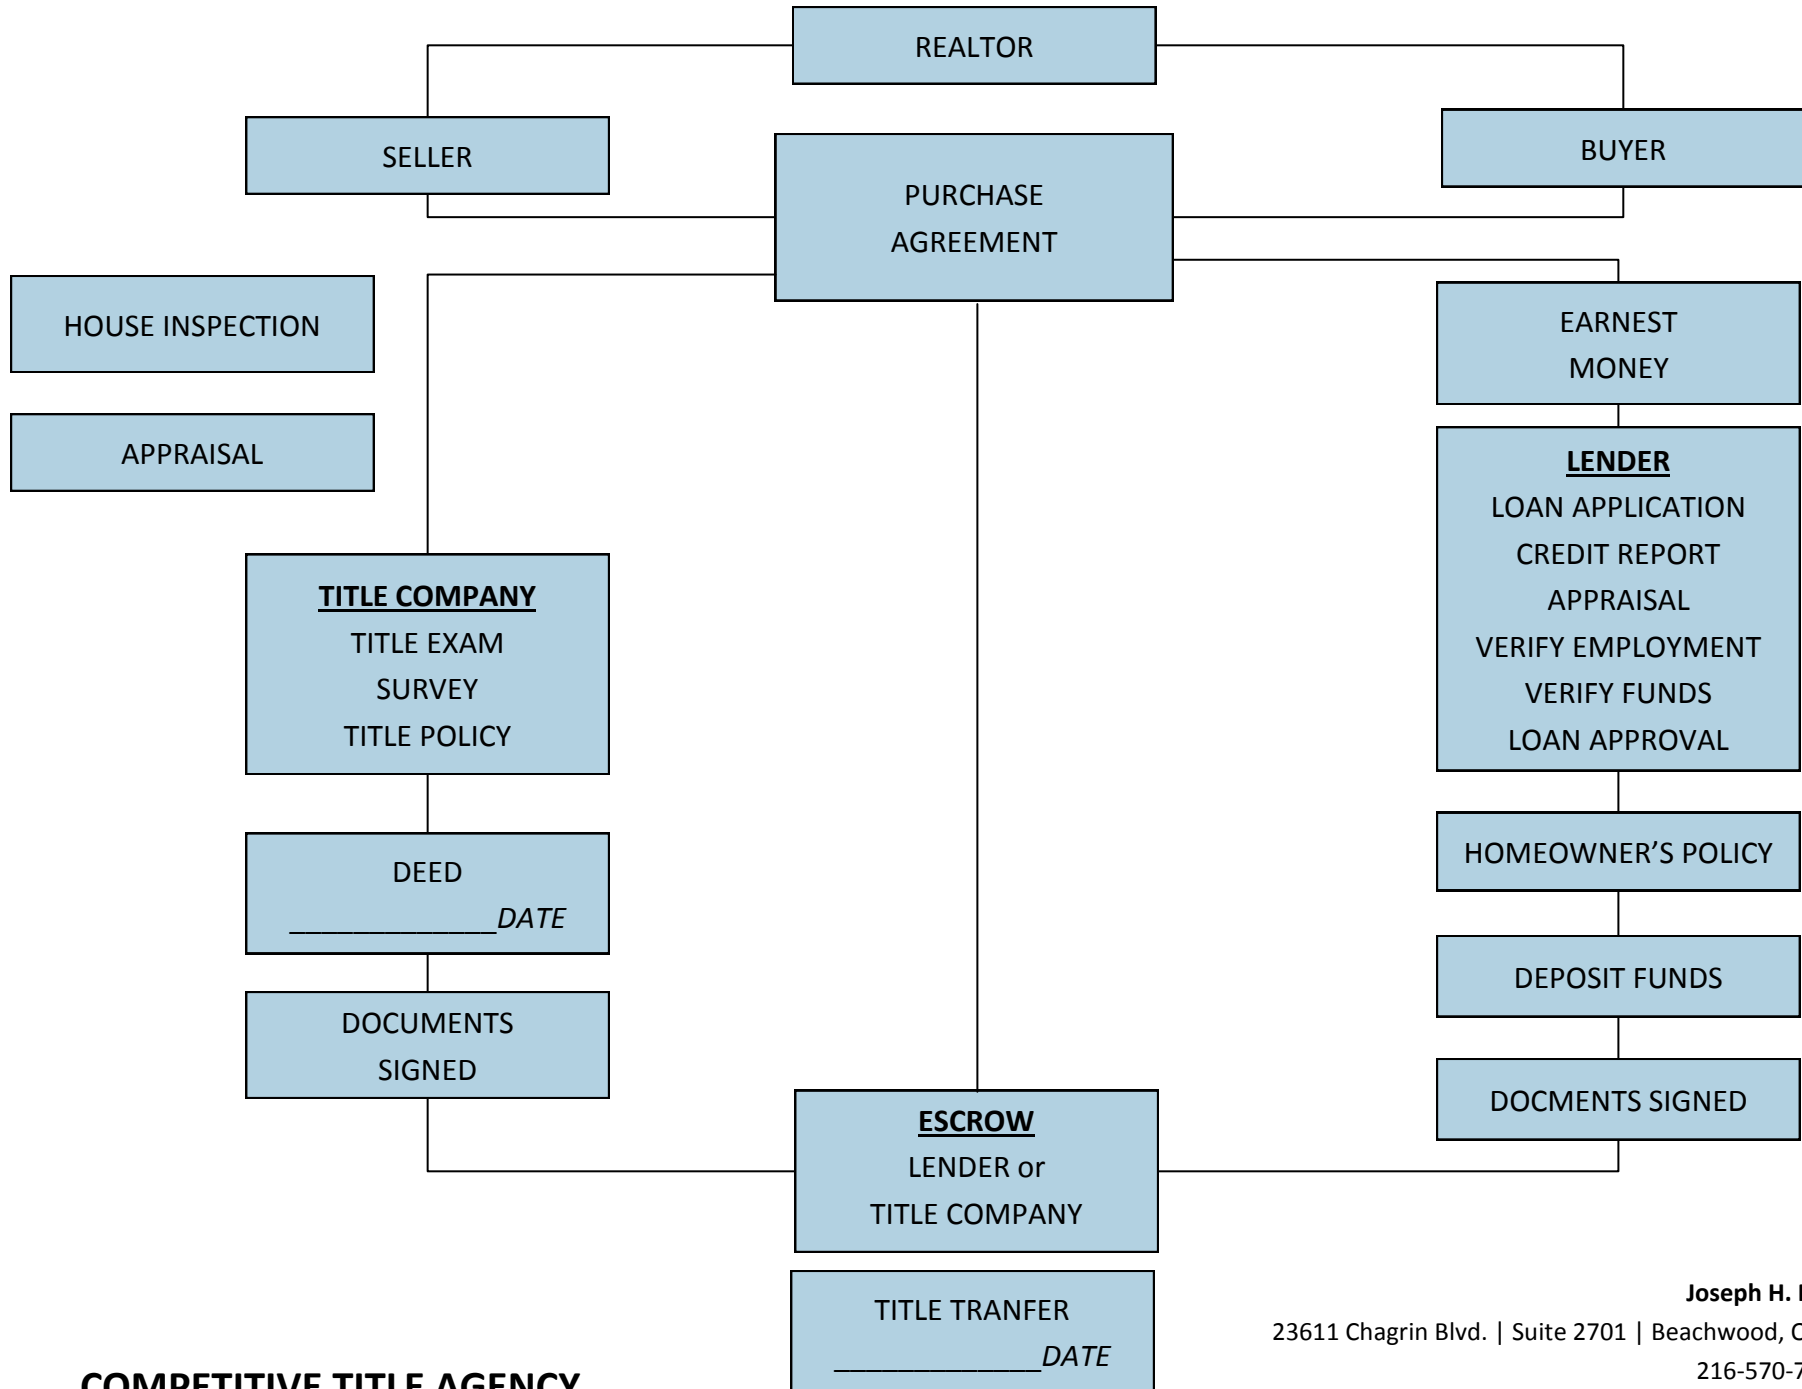 REALTOR
SELLER
BUYER
PURCHASE
AGREEMENT
HOUSE INSPECTION
APPRAISAL
EARNEST
MONEY
LENDER
LOAN APPLICATION
CREDIT REPORT
APPRAISAL
VERIFY EMPLOYMENT
VERIFY FUNDS
LOAN APPROVAL
TITLE COMPANY
TITLE EXAM
SURVEY
TITLE POLICY
DEED
_____________DATE
DOCUMENTS
SIGNED
HOMEOWNER’S POLICY
DEPOSIT FUNDS
DOCMENTS SIGNED
ESCROW
LENDER or
TITLE COMPANY
TITLE TRANFER
_____________DATE
Joseph H.
23611 Chagrin Blvd. | Suite 2701 | Beachwood,
216-570-
COMPETITIVE TITLE AGENCY